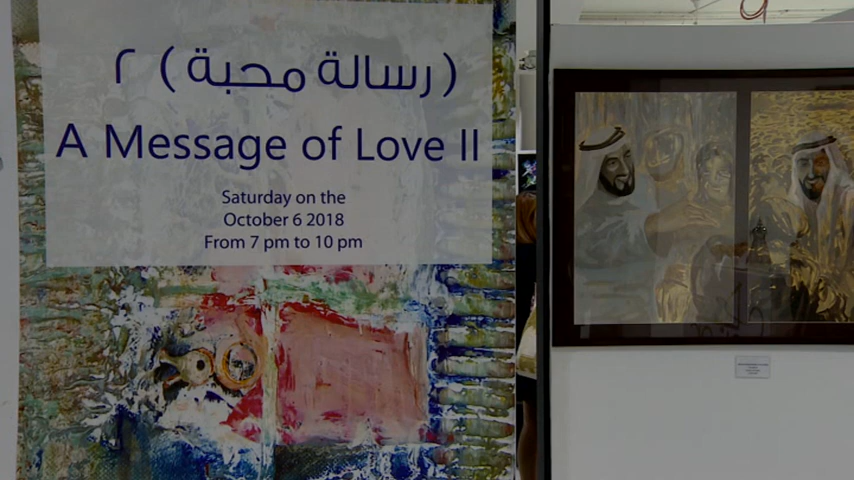 (رسالة محبة) ٢
A Message of Love II
Saturday on the
October 6 2018
From 7 pm to 10 pm